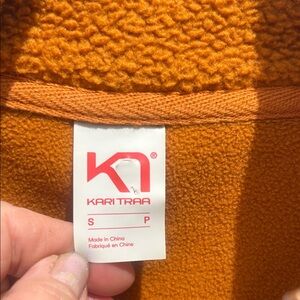 ®
KARI TRAA
S P
Made in China
Fabriqué en Chine